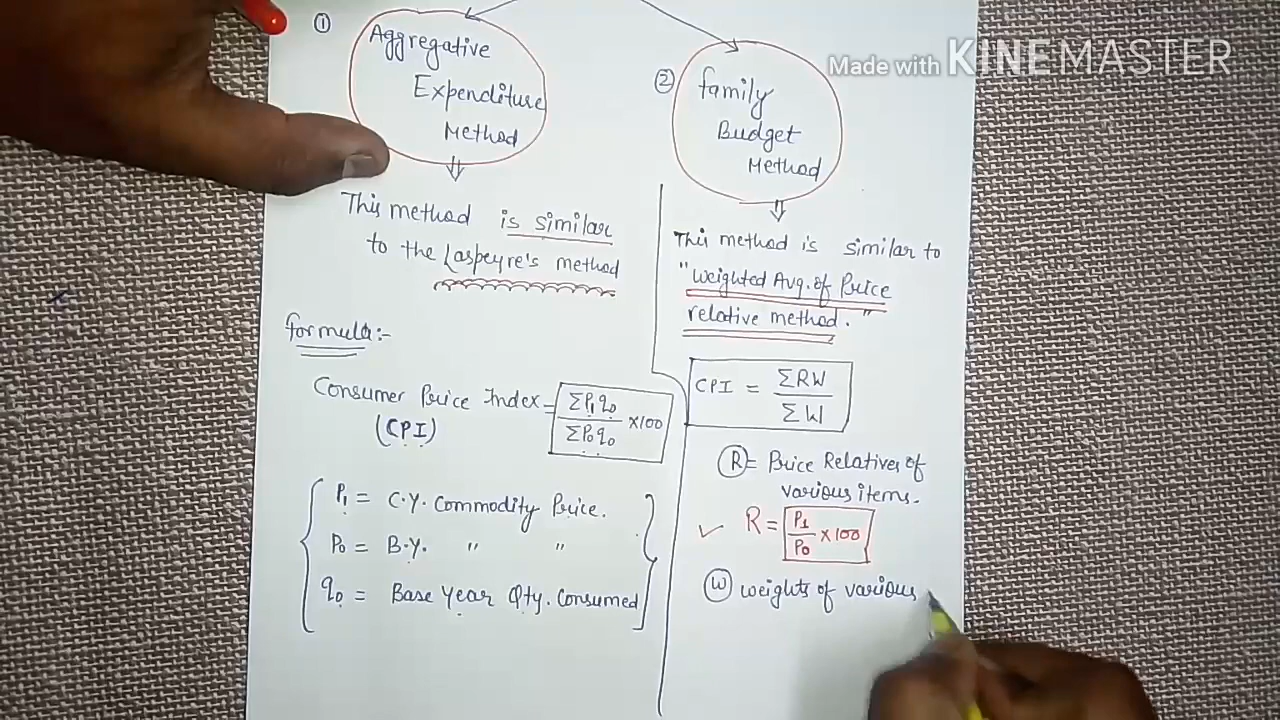 Made with KINEMASTER
① Aggregative
Expenditure
Method
② Family
Budget
Method
This method is similar
to the Laspeyre's method
formula:-
Consumer Price Index = ΣP₁q₀ / ΣP₀q₀ ×100
(CPI)
P₁ = C.Y. Commodity Price.
P₀ = B.Y. " "
q₀ = Base Year Qty. Consumed
This method is similar to
"Weighted Avg. of Price
relative method."
CPI = ΣRW / ΣW
R = Price Relatives of
various items.
R = P₁ / P₀ ×100
W weights of various